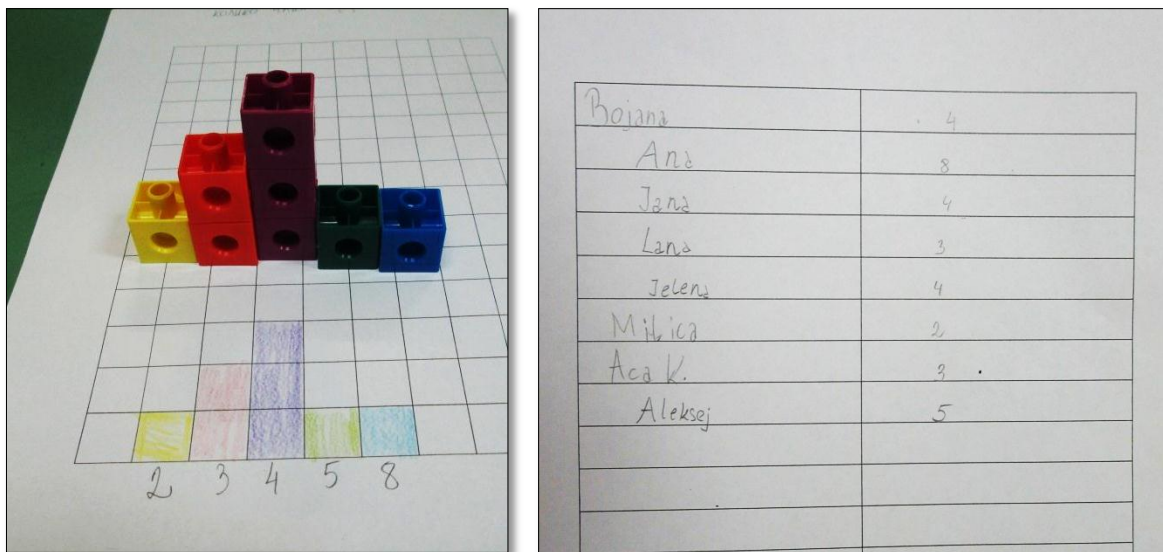 2 3 4 5 8
Bojana 4
Ana 8
Jana 4
Lana 3
Jelena 4
Milica 2
Aca K. 3
Aleksej 5